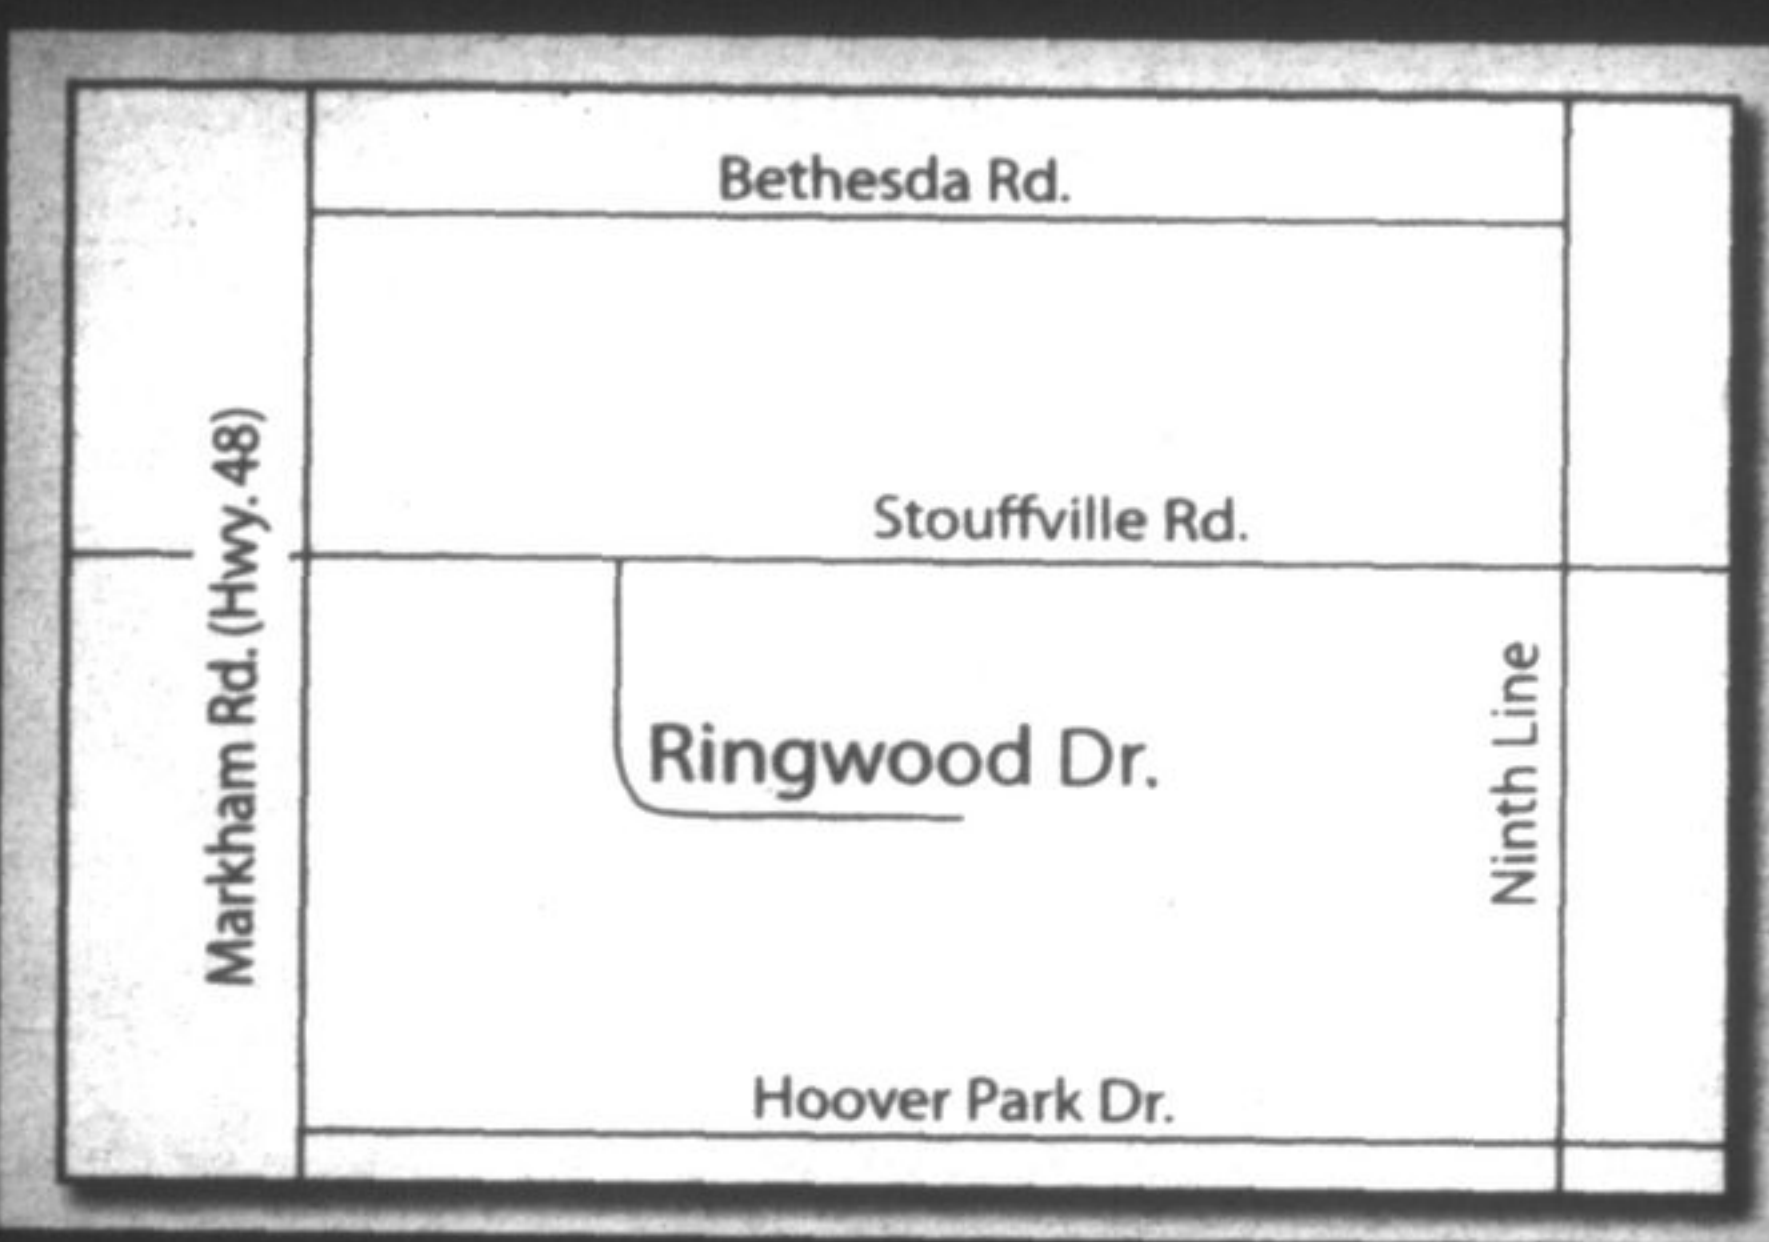 Bethesda Rd.
Stouffville Rd.
Markham Rd. (Hwy. 48)
Ringwood Dr.
Ninth Line
Hoover Park Dr.